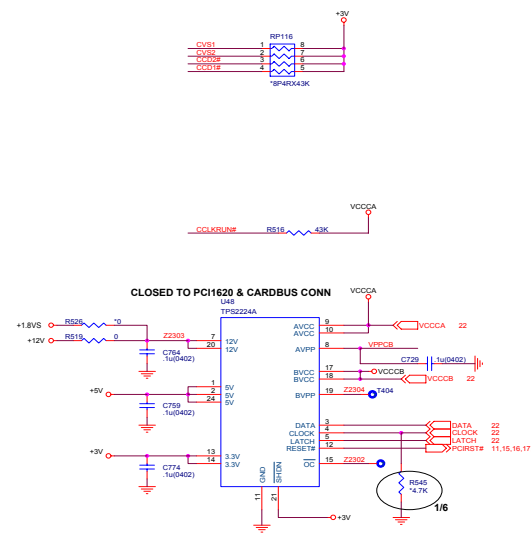 +3V
RP116
CVS1 1 8
CVS2 2 7
CCD2# 3 6
CCD1# 4 5
*8P4RX43K
VCCCA
CCLKRUN# R516 43K
CLOSED TO PCI1620 & CARDBUS CONN
U48
TPS2224A
VCCCA
+1.8VS R526 *0
+12V R519 0
Z2303
7 12V
20 12V
C764
.1u(0402)
+5V
1 5V
2 5V
24 5V
C759
.1u(0402)
+3V
13 3.3V
14 3.3V
C774
.1u(0402)
AVCC 9
AVCC 10
VCCCA 22
AVPP 8 VPPCB
C729 .1u(0402)
BVCC 17 VCCCB
BVCC 18 VCCCB 22
BVPP 19 Z2304 T404
DATA 3 DATA 22
CLOCK 4 CLOCK 22
LATCH 5 LATCH 22
RESET# 12 PCIRST# 11,15,16,17
OC 15 Z2302
GND SHDN
11 21
+3V
R545
*4.7K
1/6